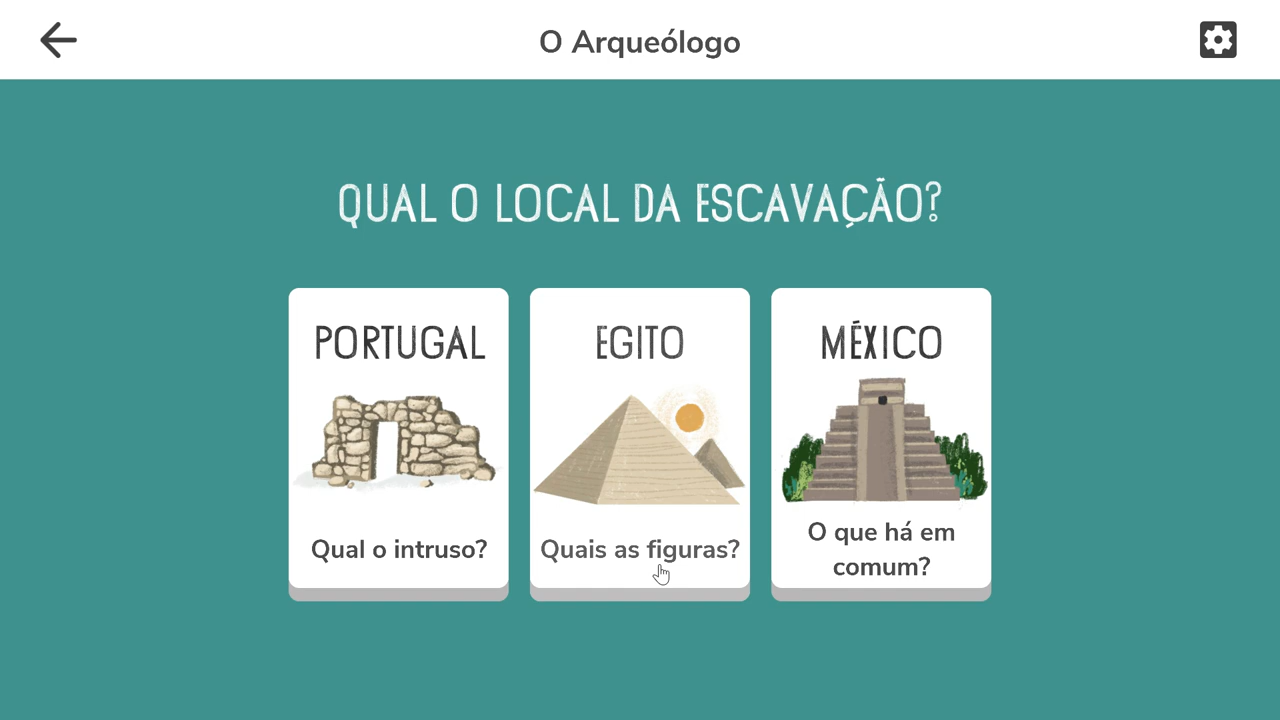 O Arqueólogo
QUAL O LOCAL DA ESCAVAÇÃO?
PORTUGAL
Qual o intruso?
EGITO
Quais as figuras?
MÉXICO
O que há em
comum?